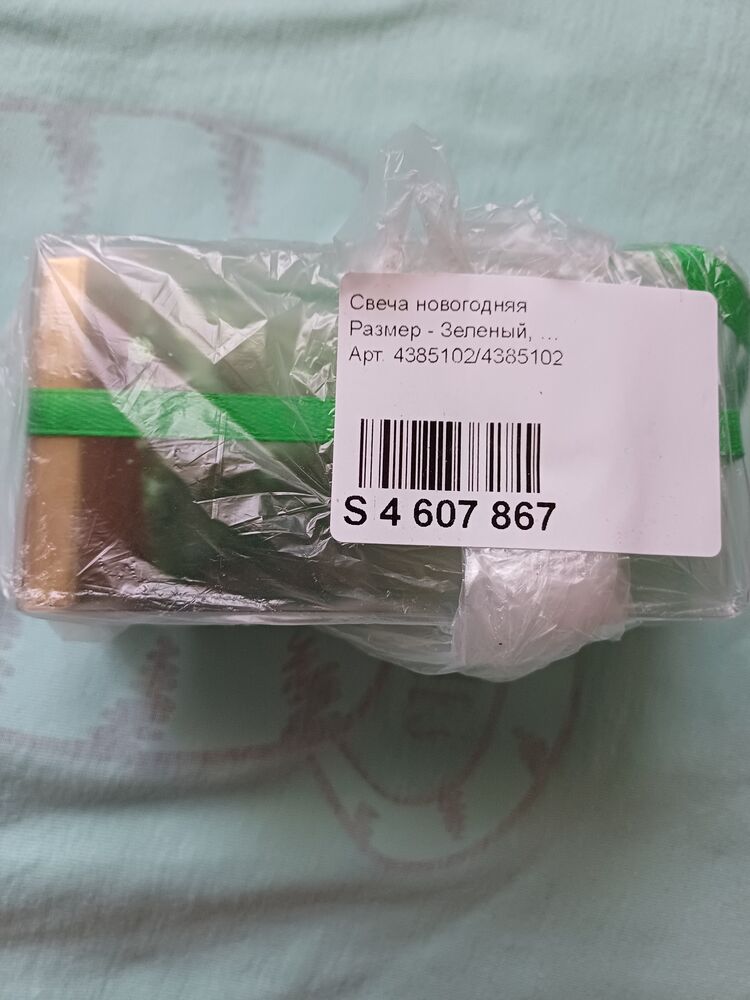 Свеча новогодняя
Размер - Зеленый, ...
Арт. 4385102/4385102
S 4 607 867